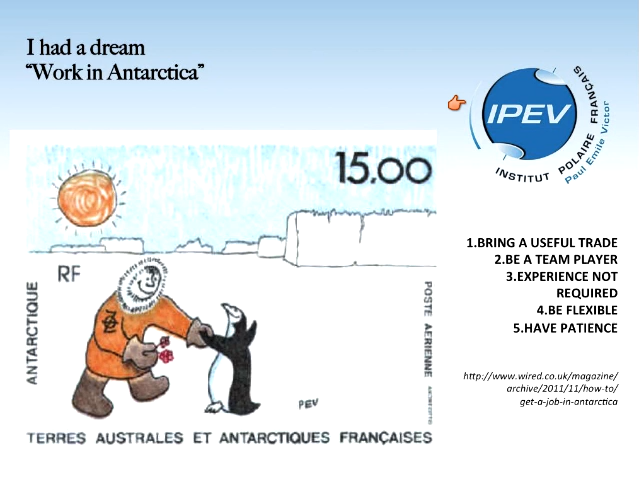 I had a dream
“Work in Antarctica”
IPEV
INSTITUT POLAIRE FRANÇAIS
Paul Emile Victor
15.00
RF
ANTARCTIQUE
POSTE AERIENNE
PEV
TERRES AUSTRALES ET ANTARCTIQUES FRANÇAISES
1.BRING A USEFUL TRADE
2.BE A TEAM PLAYER
3.EXPERIENCE NOT
REQUIRED
4.BE FLEXIBLE
5.HAVE PATIENCE
http://www.wired.co.uk/magazine/
archive/2011/11/how-to/
get-a-job-in-antarctica